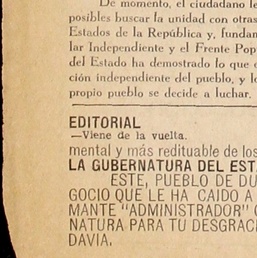 De momento, el ciudadano
posibles buscar la unidad con otras
Estados de la República y, fundam
lar Independiente y el Frente Pop
del Estado ha demostrado lo que
ción independiente del pueblo, y lo
propio pueblo se decide a luchar.
EDITORIAL
—Viene de la vuelta.
mental y más redituable de los
LA GUBERNATURA DEL EST
ESTE, PUEBLO DE DU
GOCIO QUE LE HA CAIDO A
MANTE "ADMINISTRADOR"
NATURA PARA TU DESGRACI
DAVIA.